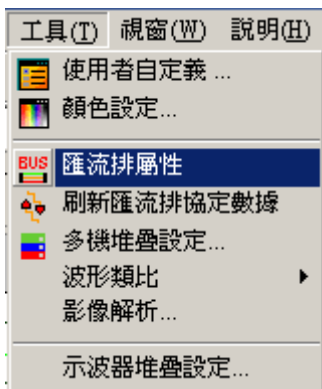 工具(T) 視窗(W) 說明(H)
使用者自定義 ...
顏色設定...
BUS 匯流排屬性
刷新匯流排協定數據
多機堆疊設定...
波形類比
影像解析...
示波器堆疊設定...